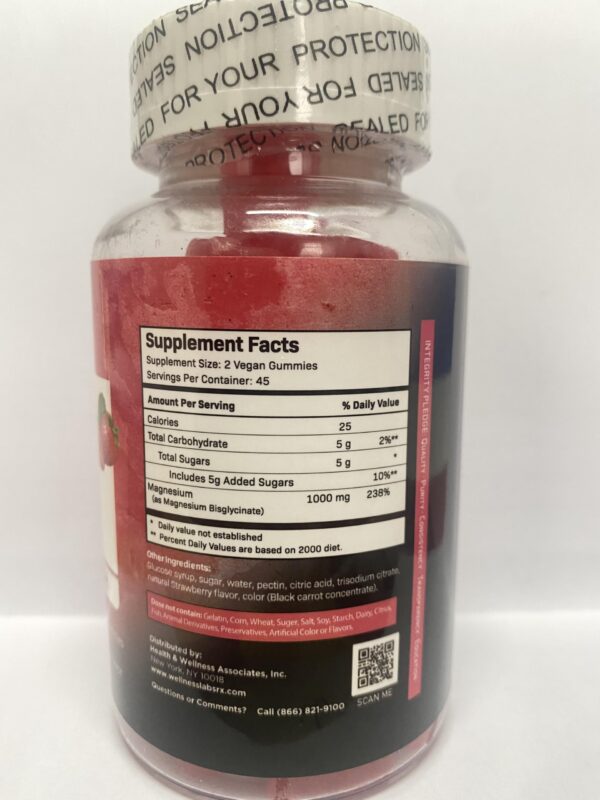 SEALED FOR YOUR PROTECTION
Supplement Facts
Supplement Size: 2 Vegan Gummies
Servings Per Container: 45
Amount Per Serving % Daily Value
Calories 25
Total Carbohydrate 5 g 2%**
Total Sugars 5 g *
Includes 5g Added Sugars 10%**
Magnesium 1000 mg 238%
(as Magnesium Bisglycinate)
* Daily value not established
** Percent Daily Values are based on 2000 diet.
Other Ingredients:
Glucose syrup, sugar, water, pectin, citric acid, trisodium citrate,
natural Strawberry flavor, color (Black carrot concentrate).
Dose not contain: Gelatin, Corn, Wheat, Suger, Salt, Soy, Starch, Dairy, Citrus,
Fish, Animal Derivatives, Preservatives, Artificial Color or Flavors.
Distributed by:
Health & Wellness Associates, Inc.
New York, NY 10018
www.wellnesslabsrx.com
Questions or Comments? Call (866) 821-9100
SCAN ME
INTEGRITY PLEDGE QUALITY PURITY CONSISTENCY TRANSPARENCY EDUCATION